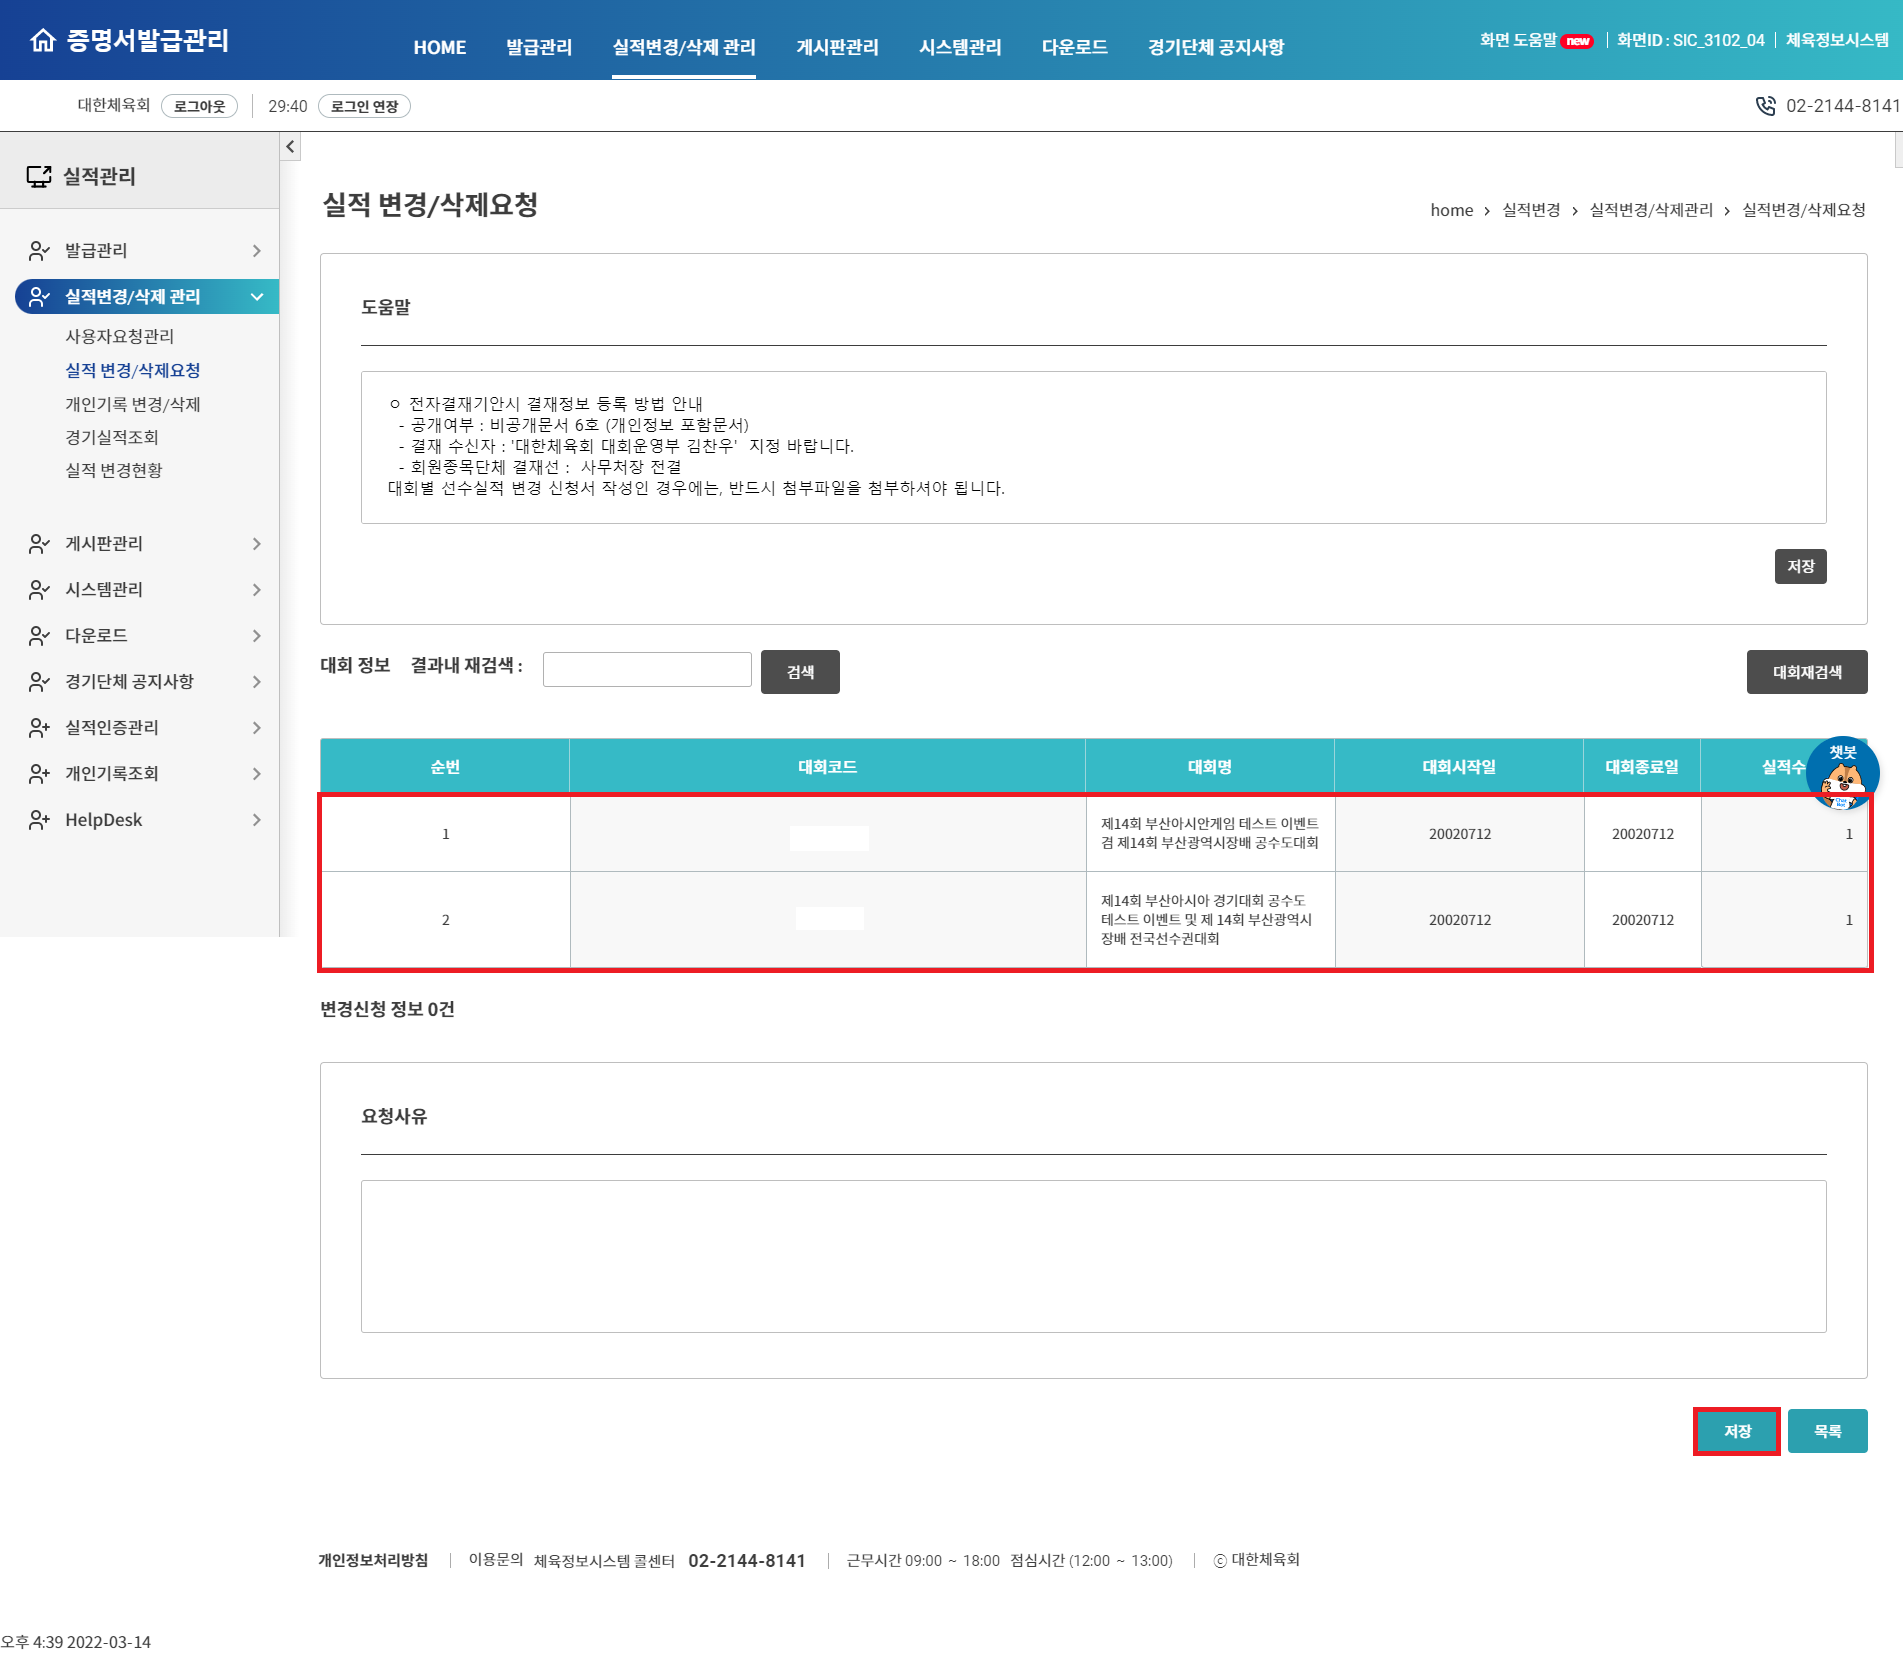 증명서발급관리
HOME 발급관리 실적변경/삭제 관리 게시판관리 시스템관리 다운로드 경기단체 공지사항
화면 도움말 new 화면ID : SIC_3102_04 체육정보시스템
대한체육회 로그아웃 29:40 로그인 연장
02-2144-8141
실적관리
발급관리
실적변경/삭제 관리
사용자요청관리
실적 변경/삭제요청
개인기록 변경/삭제
경기실적조회
실적 변경현황
게시판관리
시스템관리
다운로드
경기단체 공지사항
실적인증관리
개인기록조회
HelpDesk
실적 변경/삭제요청
home > 실적변경 > 실적변경/삭제관리 > 실적변경/삭제요청
도움말
ㅇ 전자결재기안시 결재정보 등록 방법 안내
- 공개여부 : 비공개문서 6호 (개인정보 포함문서)
- 결재 수신자 : '대한체육회 대회운영부 김찬우' 지정 바랍니다.
- 회원종목단체 결재선 : 사무처장 전결
대회별 선수실적 변경 신청서 작성인 경우에는, 반드시 첨부파일을 첨부하셔야 됩니다.
저장
대회 정보 결과내 재검색 : 검색 대회재검색
순번 대회코드 대회명 대회시작일 대회종료일 실적수
챗봇
Chat Bot
1 제14회 부산아시안게임 테스트 이벤트 20020712 20020712 1
겸 제14회 부산광역시장배 공수도대회
2 제14회 부산아시아 경기대회 공수도 20020712 20020712 1
테스트 이벤트 및 제 14회 부산광역시
장배 전국선수권대회
변경신청 정보 0건
요청사유
저장 목록
개인정보처리방침 이용문의 체육정보시스템 콜센터 02-2144-8141 근무시간 09:00 ~ 18:00 점심시간 (12:00 ~ 13:00) ⓒ 대한체육회
오후 4:39 2022-03-14